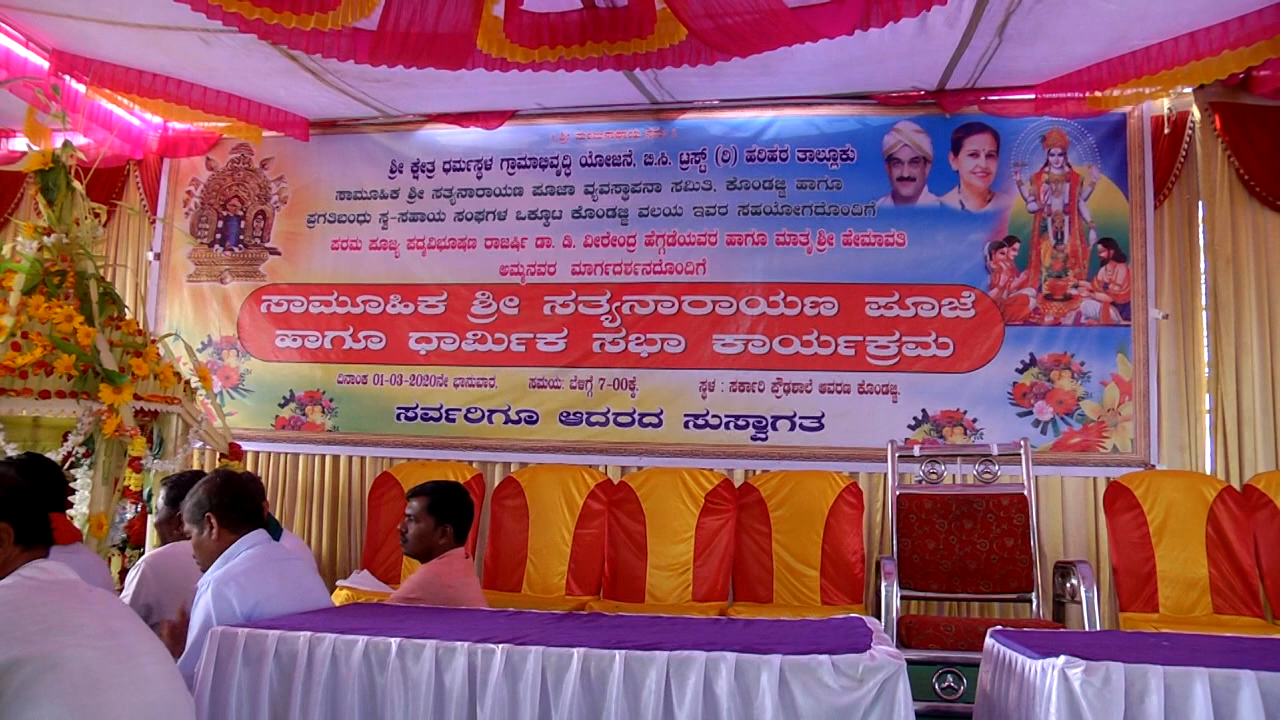 || ಶ್ರೀ ಮಂಜುನಾಥಾಯ ನಮಃ ||
ಶ್ರೀ ಕ್ಷೇತ್ರ ಧರ್ಮಸ್ಥಳ ಗ್ರಾಮಾಭಿವೃದ್ಧಿ ಯೋಜನೆ, ಬಿ.ಸಿ. ಟ್ರಸ್ಟ್ (ರಿ) ಹರಿಹರ ತಾಲ್ಲೂಕು
ಸಾಮೂಹಿಕ ಶ್ರೀ ಸತ್ಯನಾರಾಯಣ ಪೂಜಾ ವ್ಯವಸ್ಥಾಪನಾ ಸಮಿತಿ, ಕೊಂಡಜ್ಜಿ ಹಾಗೂ
ಪ್ರಗತಿಬಂಧು ಸ್ವ-ಸಹಾಯ ಸಂಘಗಳ ಒಕ್ಕೂಟ ಕೊಂಡಜ್ಜಿ ವಲಯ ಇವರ ಸಹಯೋಗದೊಂದಿಗೆ
ಪರಮ ಪೂಜ್ಯ ಪದ್ಮವಿಭೂಷಣ ರಾಜರ್ಷಿ ಡಾ. ಡಿ. ವೀರೇಂದ್ರ ಹೆಗ್ಗಡೆಯವರ ಹಾಗೂ ಮಾತೃಶ್ರೀ ಹೇಮಾವತಿ
ಅಮ್ಮನವರ ಮಾರ್ಗದರ್ಶನದೊಂದಿಗೆ
ಸಾಮೂಹಿಕ ಶ್ರೀ ಸತ್ಯನಾರಾಯಣ ಪೂಜೆ
ಹಾಗೂ ಧಾರ್ಮಿಕ ಸಭಾ ಕಾರ್ಯಕ್ರಮ
ದಿನಾಂಕ 01-03-2020ನೇ ಭಾನುವಾರ. ಸಮಯ: ಬೆಳಿಗ್ಗೆ 7-00ಕ್ಕೆ. ಸ್ಥಳ : ಸರ್ಕಾರಿ ಪ್ರೌಢಶಾಲೆ ಆವರಣ ಕೊಂಡಜ್ಜಿ.
ಸರ್ವರಿಗೂ ಆದರದ ಸುಸ್ವಾಗತ